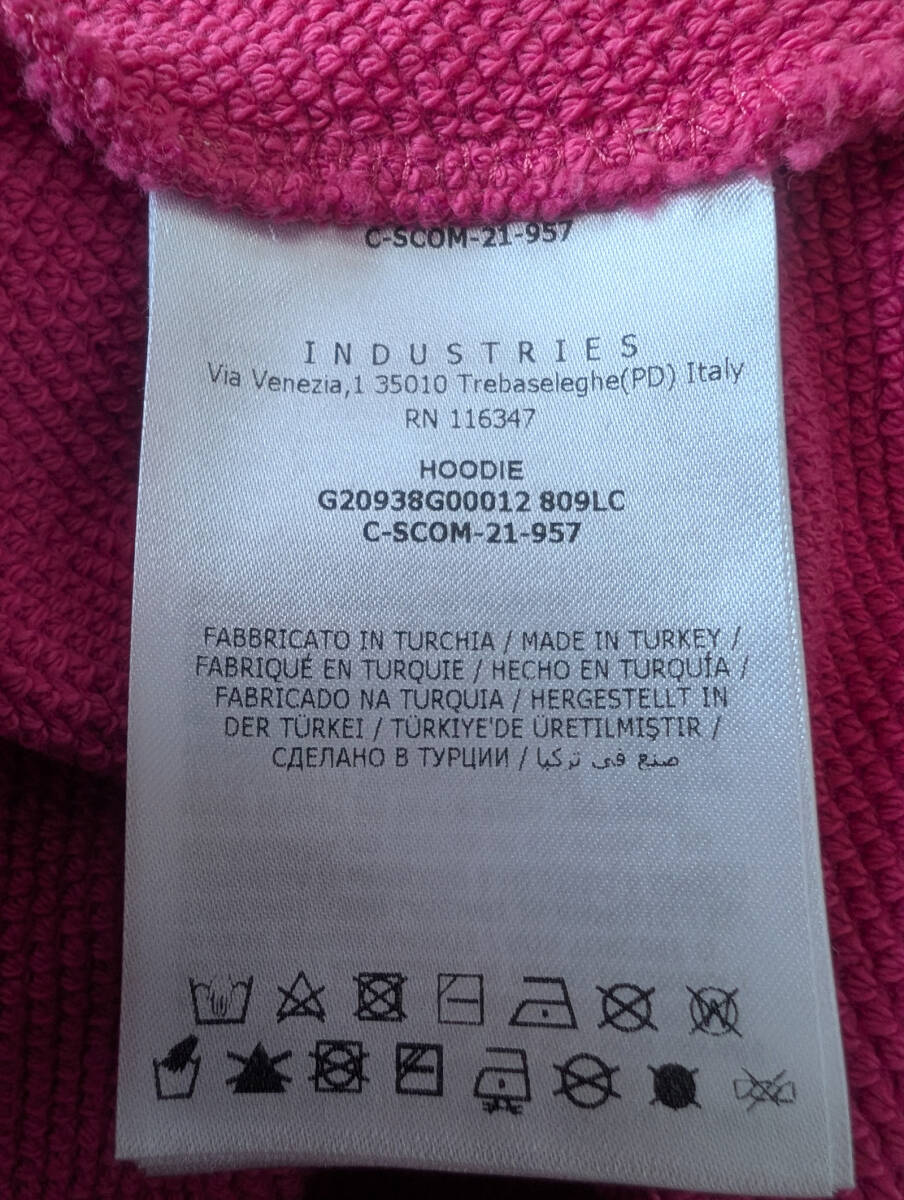 C-SCOM-21-957
INDUSTRIES
Via Venezia,1 35010 Trebaseleghe(PD) Italy
RN 116347
HOODIE
G20938G00012 809LC
C-SCOM-21-957
FABBRICATO IN TURCHIA / MADE IN TURKEY /
FABRIQUÉ EN TURQUIE / HECHO EN TURQUÍA /
FABRICADO NA TURQUIA / HERGESTELLT IN
DER TÜRKEI / TÜRKIYE'DE ÜRETILMIŞTIR /
СДЕЛАНО В ТУРЦИИ / صنع في تركيا
W